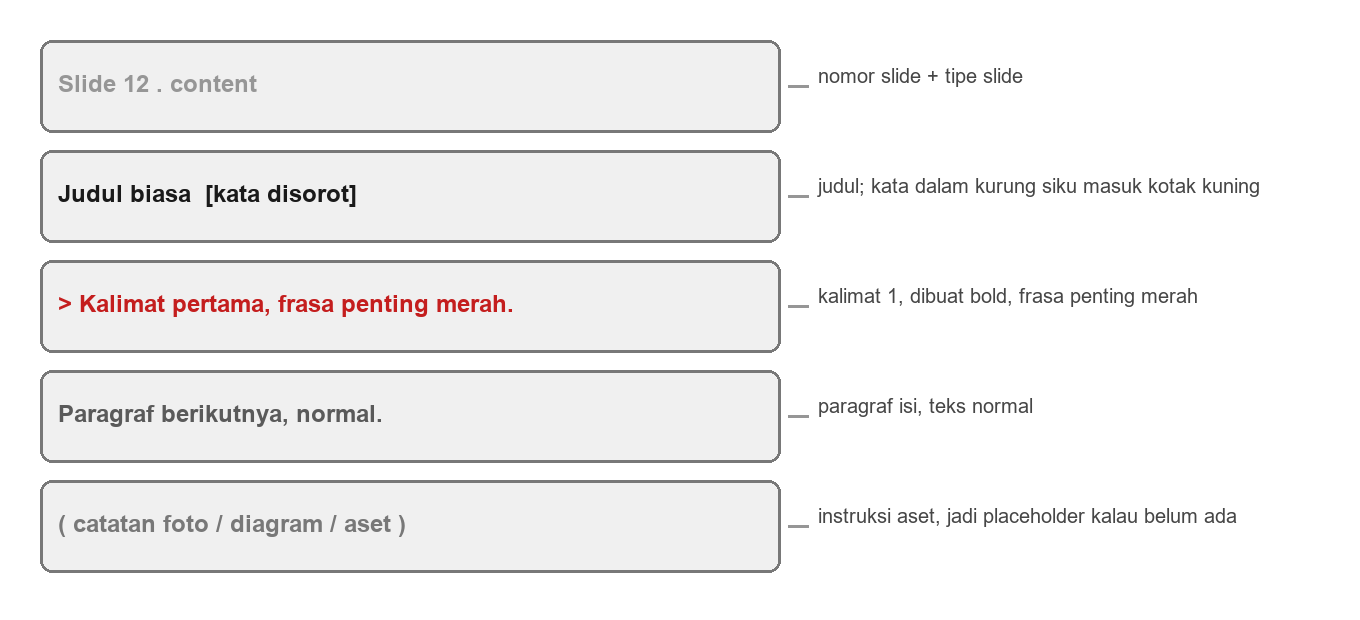 Slide 12 . content
nomor slide + tipe slide
Judul biasa  [kata disorot]
judul; kata dalam kurung siku masuk kotak kuning
> Kalimat pertama, frasa penting merah.
kalimat 1, dibuat bold, frasa penting merah
Paragraf berikutnya, normal.
paragraf isi, teks normal
( catatan foto / diagram / aset )
instruksi aset, jadi placeholder kalau belum ada